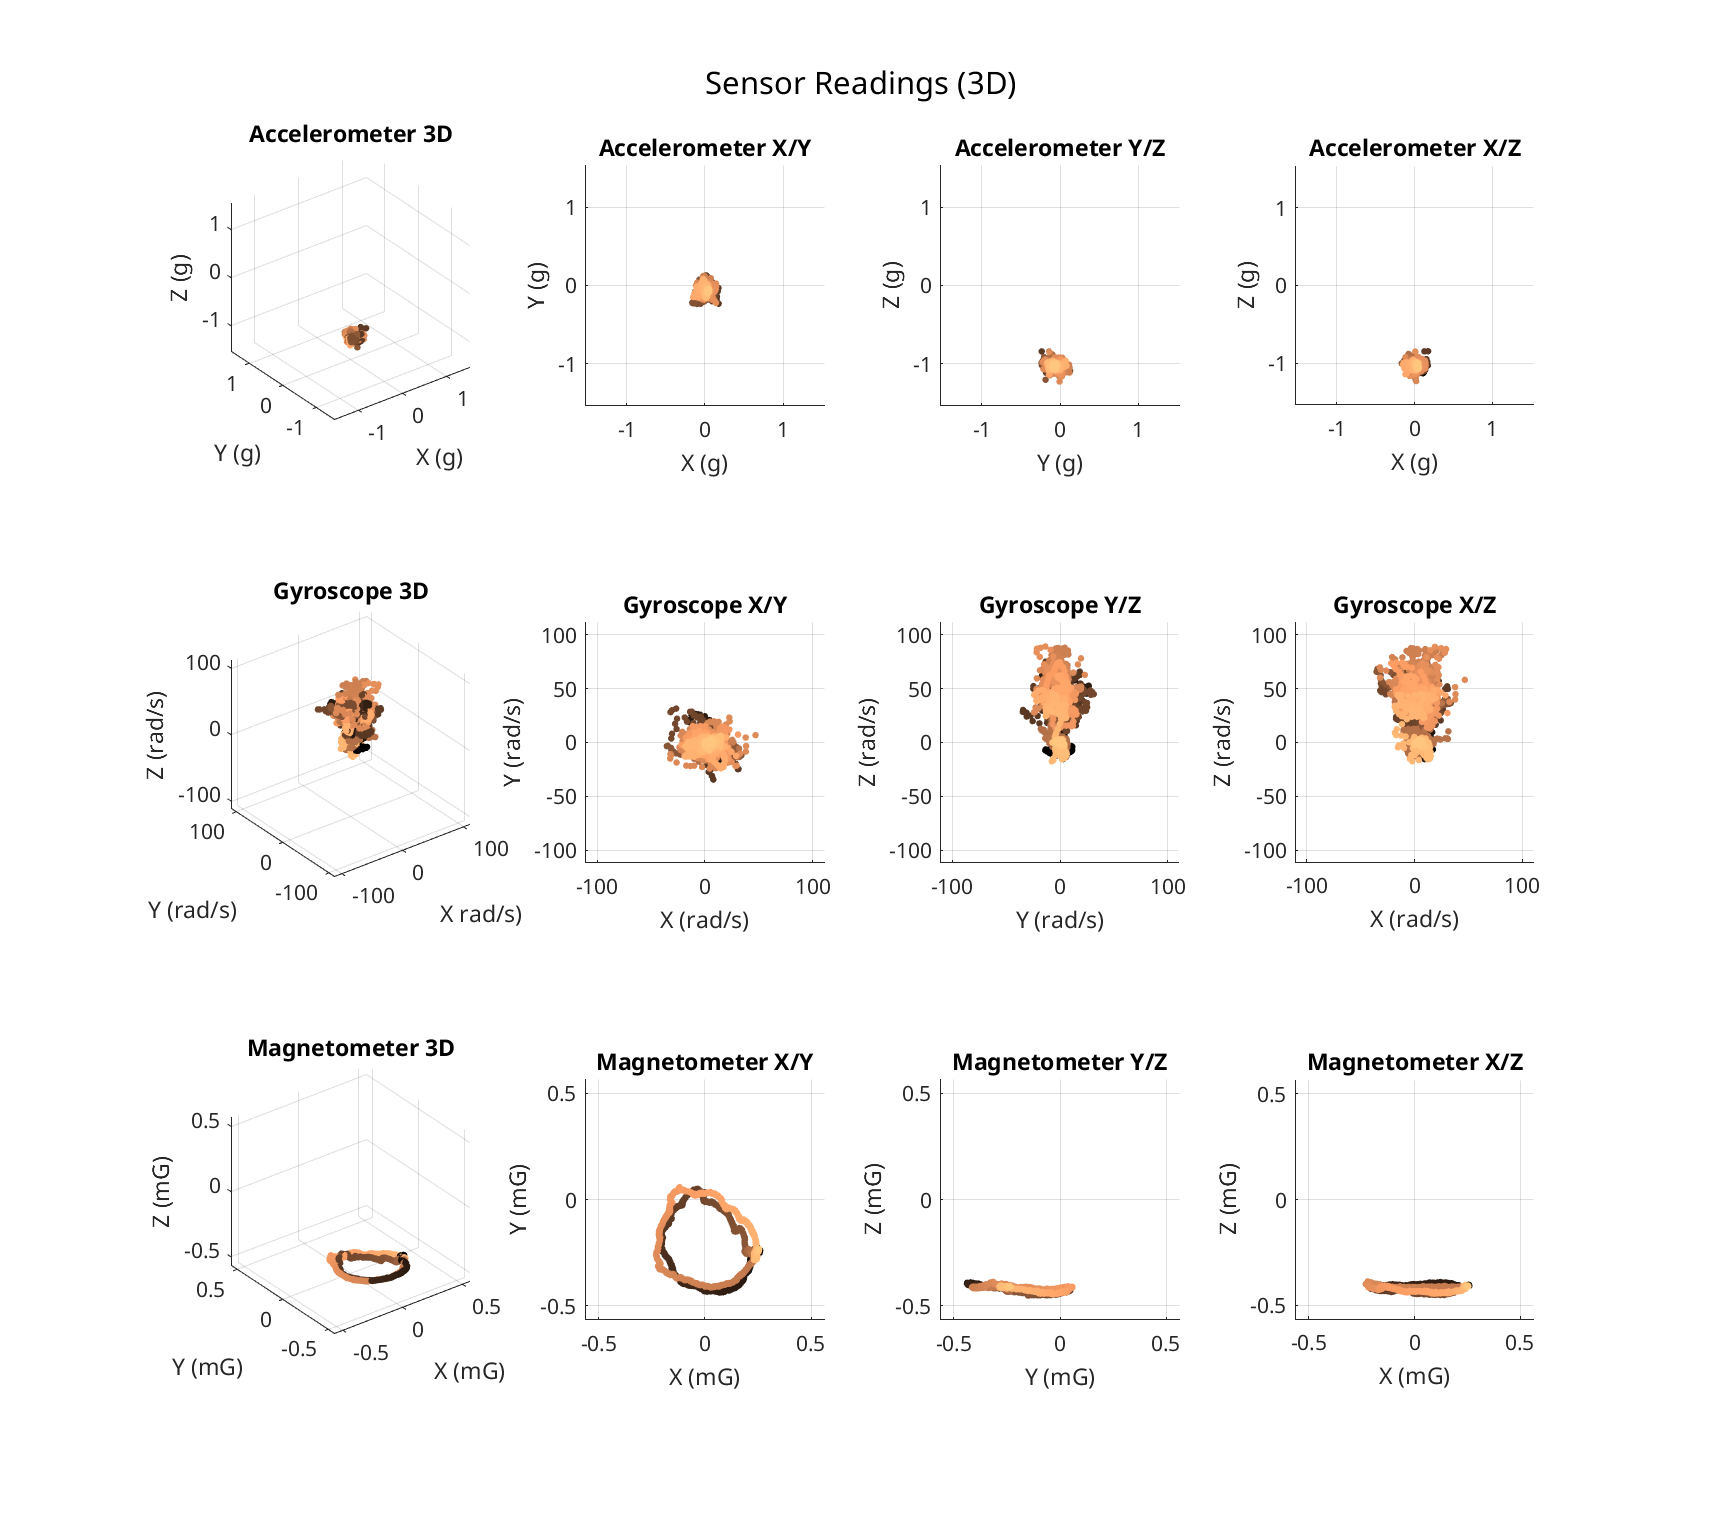 Sensor Readings (3D)
Accelerometer 3D
Z (g)
1
0
-1
1
0
-1
Y (g)
-1
0
1
X (g)
Accelerometer X/Y
Y (g)
1
0
-1
-1 0 1
X (g)
Accelerometer Y/Z
Z (g)
1
0
-1
-1 0 1
Y (g)
Accelerometer X/Z
Z (g)
1
0
-1
-1 0 1
X (g)
Gyroscope 3D
Z (rad/s)
100
0
-100
100
0
-100
Y (rad/s)
-100
0
100
X rad/s)
Gyroscope X/Y
Y (rad/s)
100
50
0
-50
-100
-100 0 100
X (rad/s)
Gyroscope Y/Z
Z (rad/s)
100
50
0
-50
-100
-100 0 100
Y (rad/s)
Gyroscope X/Z
Z (rad/s)
100
50
0
-50
-100
-100 0 100
X (rad/s)
Magnetometer 3D
Z (mG)
0.5
0
-0.5
0.5
0
-0.5
Y (mG)
-0.5
0
0.5
X (mG)
Magnetometer X/Y
Y (mG)
0.5
0
-0.5
-0.5 0 0.5
X (mG)
Magnetometer Y/Z
Z (mG)
0.5
0
-0.5
-0.5 0 0.5
Y (mG)
Magnetometer X/Z
Z (mG)
0.5
0
-0.5
-0.5 0 0.5
X (mG)